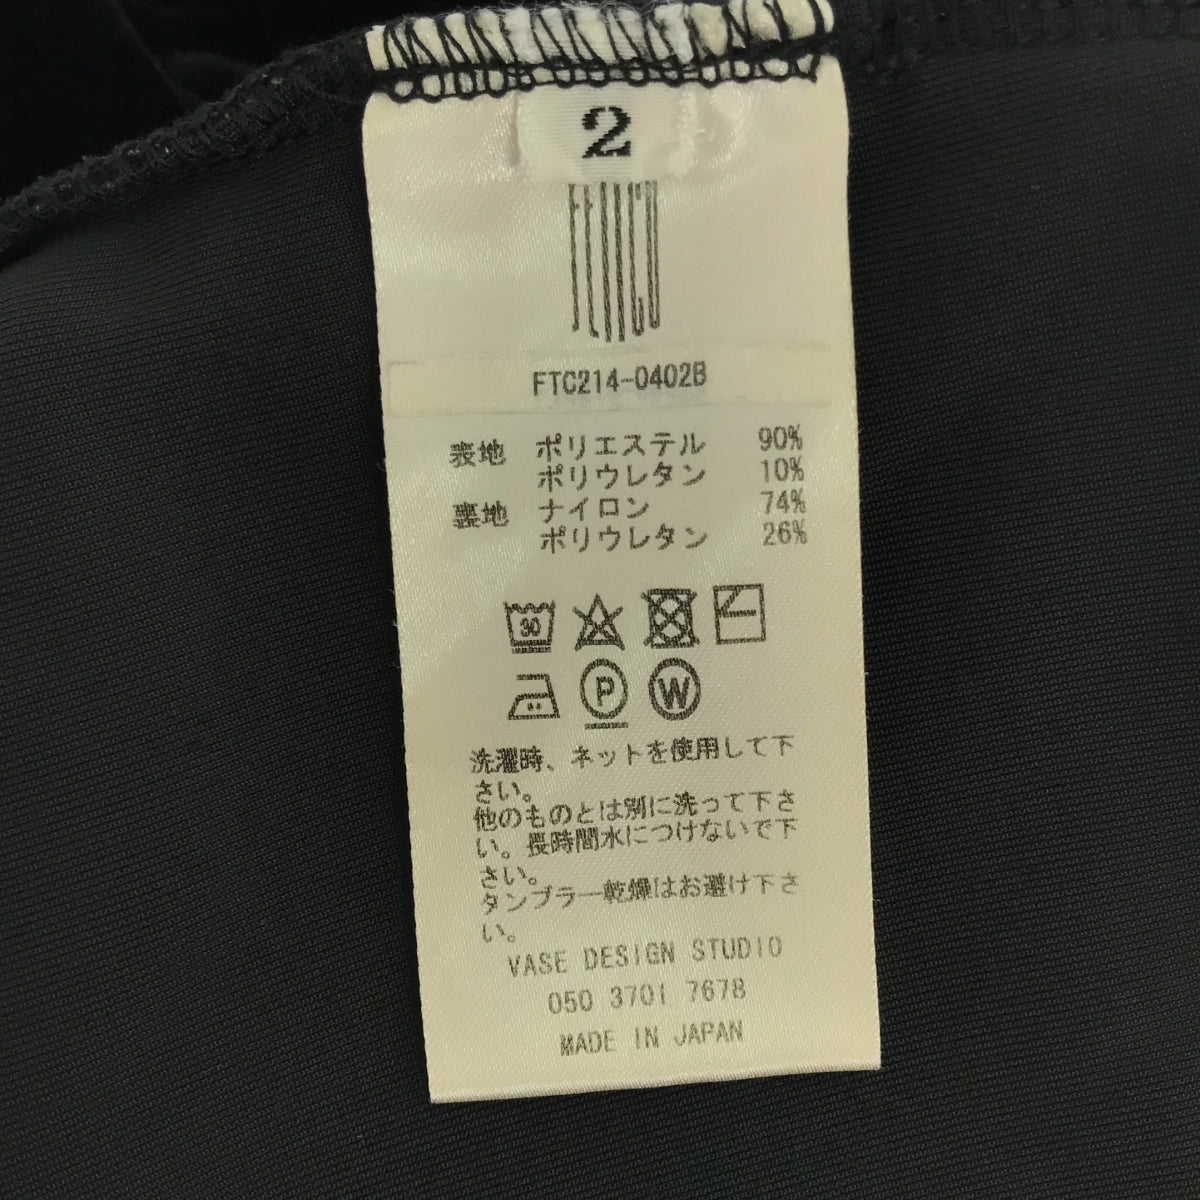 2
FETICO
FTC214-0402B
表地 ポリエステル 90%
ポリウレタン 10%
裏地 ナイロン 74%
ポリウレタン 26%
30
P W
洗濯時、ネットを使用して下
さい。
他のものとは別に洗って下さ
い。長時間水につけないで下
さい。
タンブラー乾燥はお避け下さ
い。
VASE DESIGN STUDIO
050 3701 7678
MADE IN JAPAN